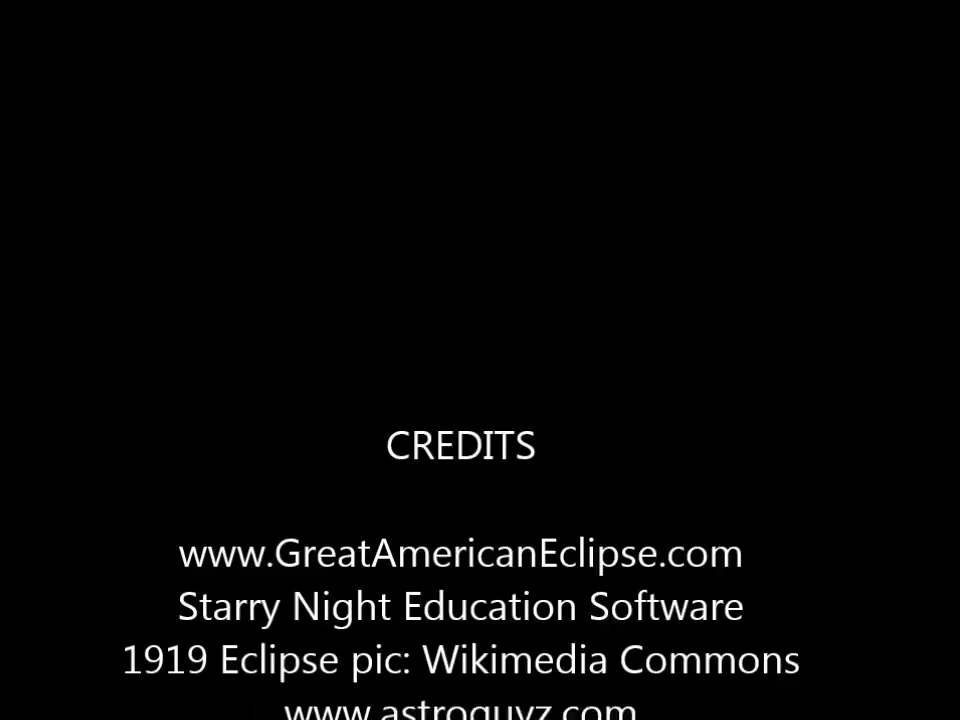 CREDITS
www.GreatAmericanEclipse.com
Starry Night Education Software
1919 Eclipse pic: Wikimedia Commons
www.astroguyz.com